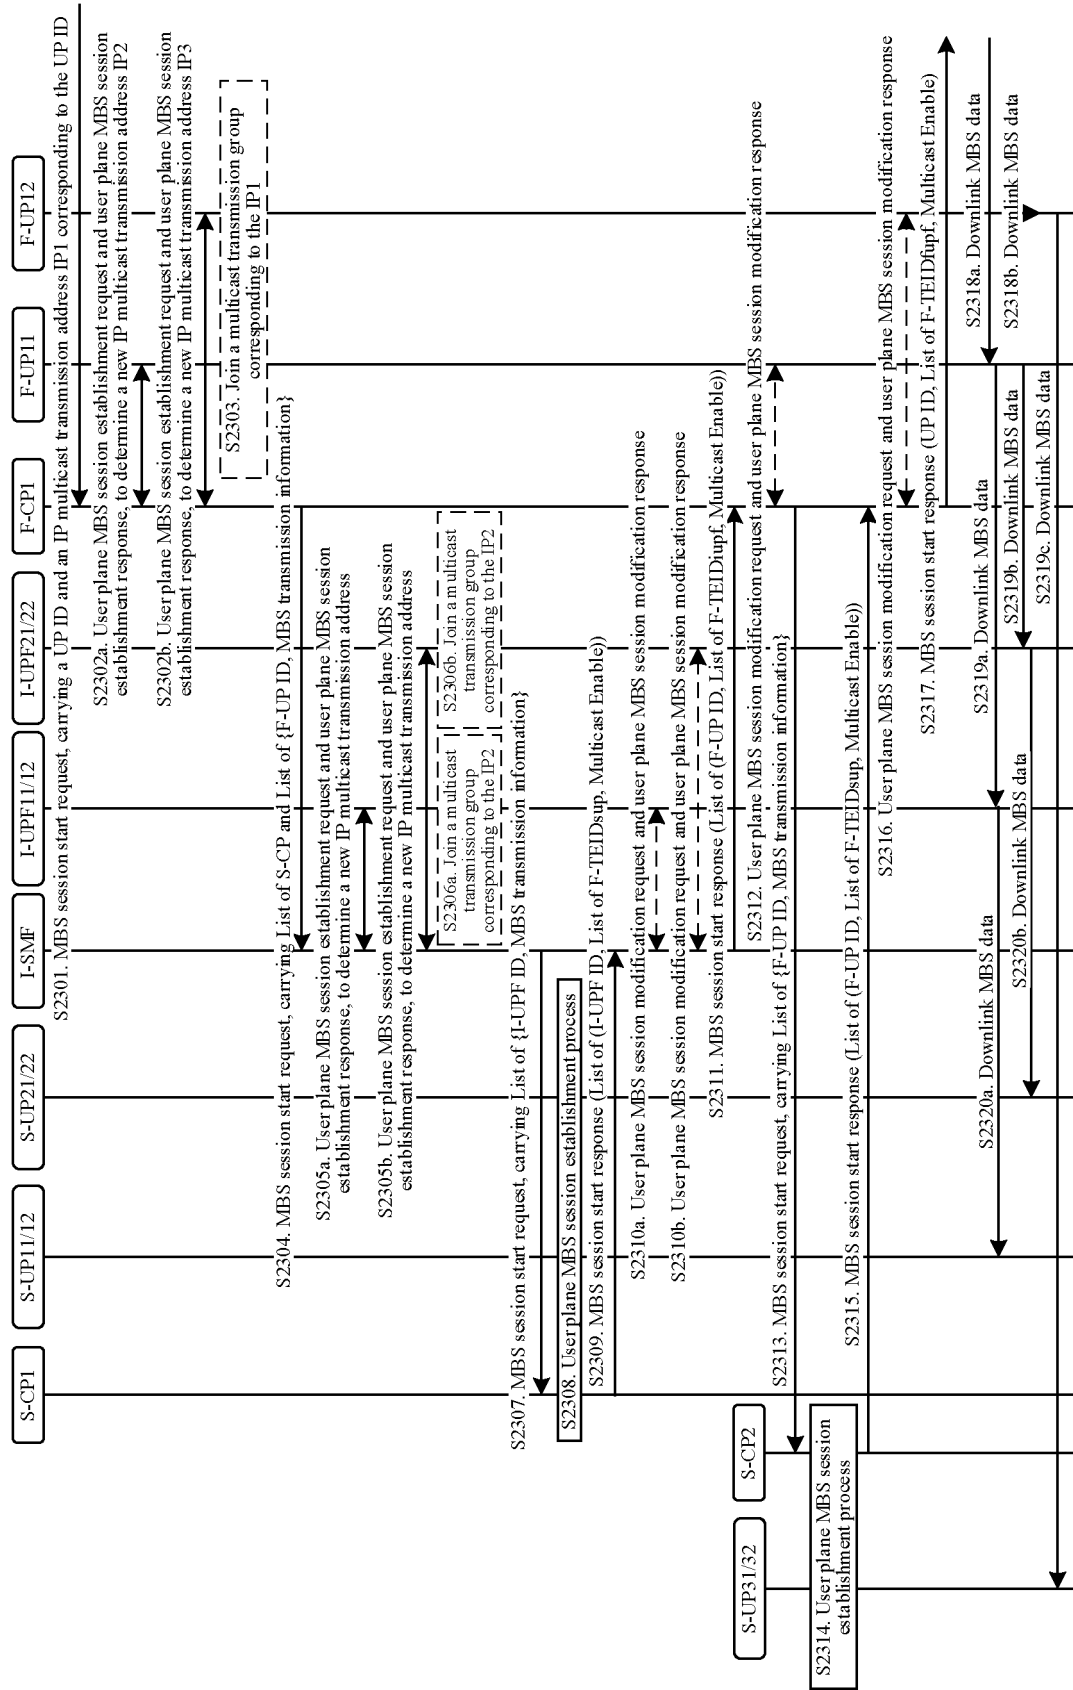 S-CP1
S-UP11/12
S-UP21/22
I-SMF
I-UPF11/12
I-UPF21/22
F-CP1
F-UP11
F-UP12
S2301. MBS session start request, carrying a UP ID and an IP multicast transmission address IP1 corresponding to the UP ID
S2302a. User plane MBS session establishment request and user plane MBS session
establishment response, to determine a new IP multicast transmission address IP2
S2302b. User plane MBS session establishment request and user plane MBS session
establishment response, to determine a new IP multicast transmission address IP3
S2303. Join a multicast transmission group
corresponding to the IP1
S2304. MBS session start request, carrying List of S-CP and List of {F-UP ID, MBS transmission information}
S2305a. User plane MBS session establishment request and user plane MBS session
establishment response, to determine a new IP multicast transmission address
S2305b. User plane MBS session establishment request and user plane MBS session
establishment response, to determine a new IP multicast transmission address
S2306a. Join a multicast
transmission group
corresponding to the IP2
S2306b. Join a multicast
transmission group
corresponding to the IP2
S2307. MBS session start request, carrying List of {I-UPF ID, MBS transmission information}
S2308. User plane MBS session establishment process
S2309. MBS session start response (List of (I-UPF ID, List of F-TEIDsup, Multicast Enable))
S2310a. User plane MBS session modification request and user plane MBS session modification response
S2310b. User plane MBS session modification request and user plane MBS session modification response
S2311. MBS session start response (List of (F-UP ID, List of F-TEIDiupf, Multicast Enable))
S2312. User plane MBS session modification request and user plane MBS session modification response
S-CP2
S-UP31/32
S2313. MBS session start request, carrying List of {F-UP ID, MBS transmission information}
S2314. User plane MBS session
establishment process
S2315. MBS session start response (List of (F-UP ID, List of F-TEIDsup, Multicast Enable))
S2316. User plane MBS session modification request and user plane MBS session modification response
S2317. MBS session start response (UP ID, List of F-TEIDfupf, Multicast Enable)
S2318a. Downlink MBS data
S2318b. Downlink MBS data
S2319a. Downlink MBS data
S2319b. Downlink MBS data
S2319c. Downlink MBS data
S2320a. Downlink MBS data
S2320b. Downlink MBS data